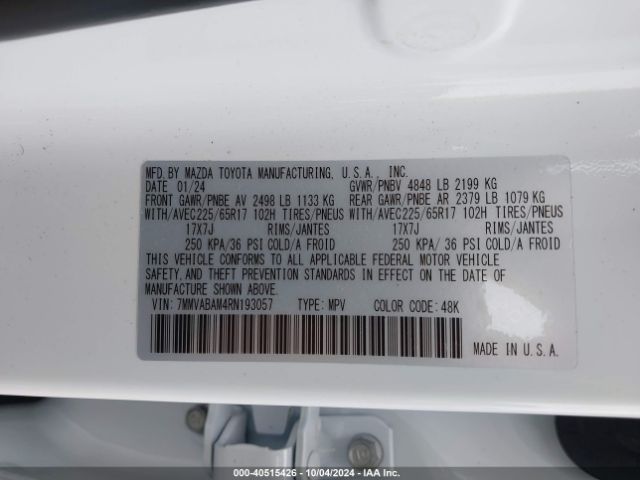 MFD. BY MAZDA TOYOTA MANUFACTURING, U.S.A., INC.
DATE 01/24 GVWR/PNBV 4848 LB 2199 KG
FRONT GAWR/PNBE AV 2498 LB 1133 KG REAR GAWR/PNBE AR 2379 LB 1079 KG
WITH/AVEC225/65R17 102H TIRES/PNEUS WITH/AVEC225/65R17 102H TIRES/PNEUS
17X7J RIMS/JANTES 17X7J RIMS/JANTES
250 KPA/36 PSI COLD/A FROID 250 KPA/ 36 PSI COLD/A FROID
THIS VEHICLE CONFORMS TO ALL APPLICABLE FEDERAL MOTOR VEHICLE
SAFETY, AND THEFT PREVENTION STANDARDS IN EFFECT ON THE DATE OF
MANUFACTURE SHOWN ABOVE.
VIN: 7MMVABAM4RN193057 TYPE: MPV COLOR CODE: 48K
MADE IN U.S.A.
000-40515426 - 10/04/2024 - IAA Inc.